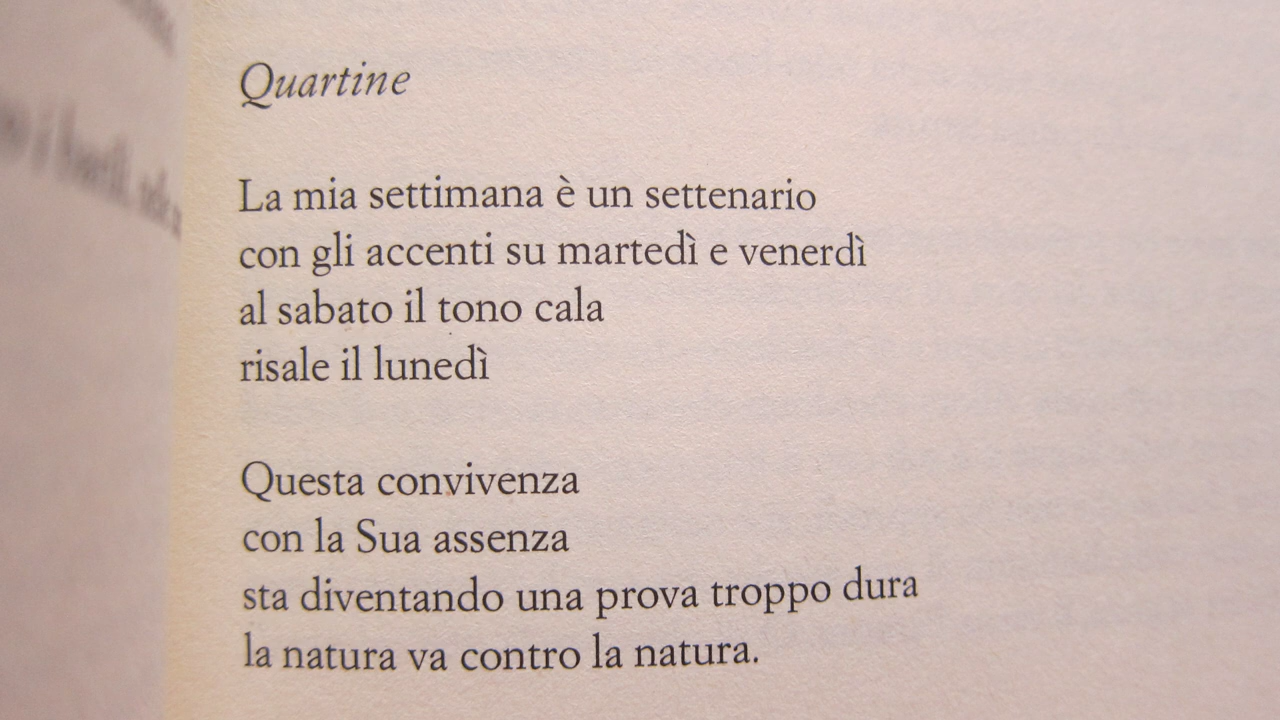 Quartine
La mia settimana è un settenario
con gli accenti su martedì e venerdì
al sabato il tono cala
risale il lunedì
Questa convivenza
con la Sua assenza
sta diventando una prova troppo dura
la natura va contro la natura.